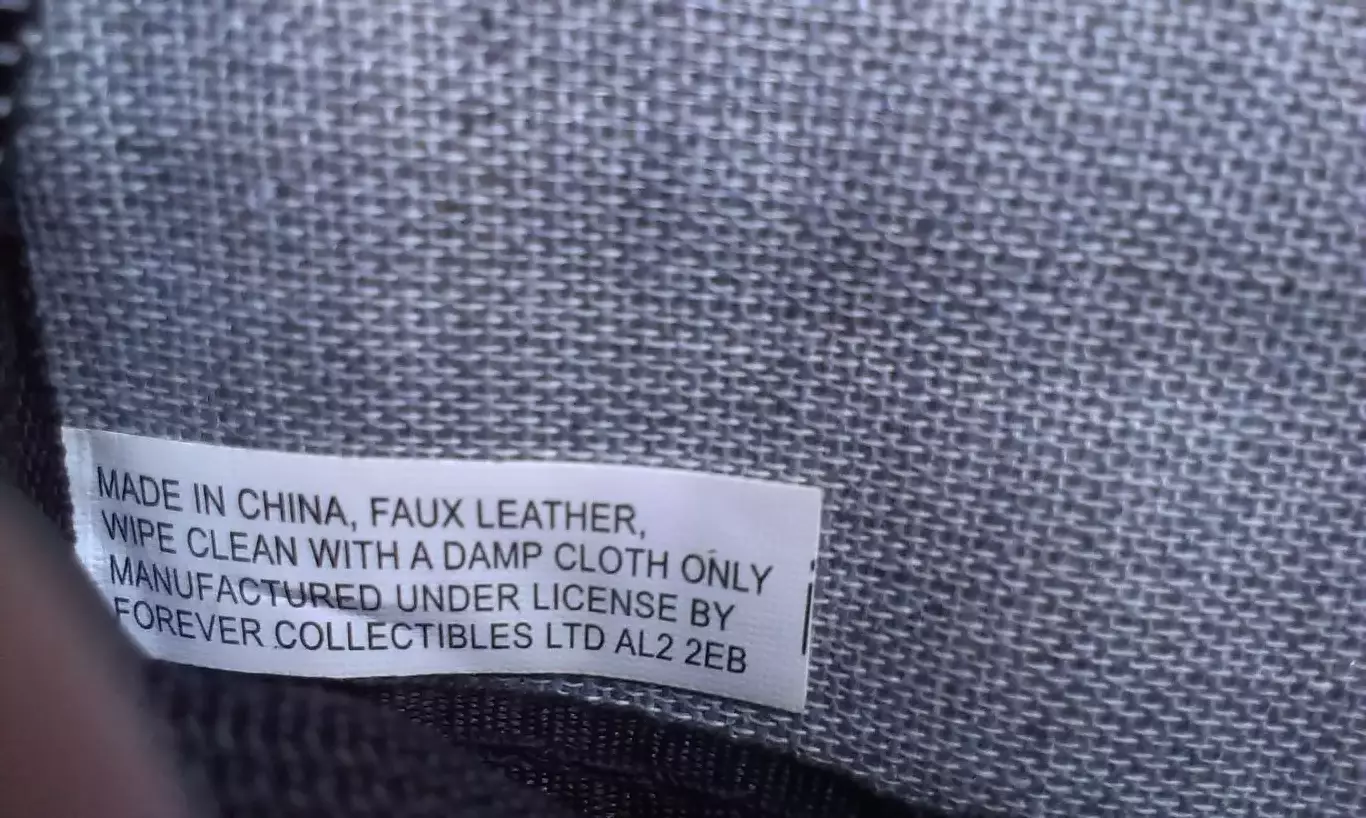 MADE IN CHINA, FAUX LEATHER,
WIPE CLEAN WITH A DAMP CLOTH ONLY
MANUFACTURED UNDER LICENSE BY
FOREVER COLLECTIBLES LTD AL2 2EB